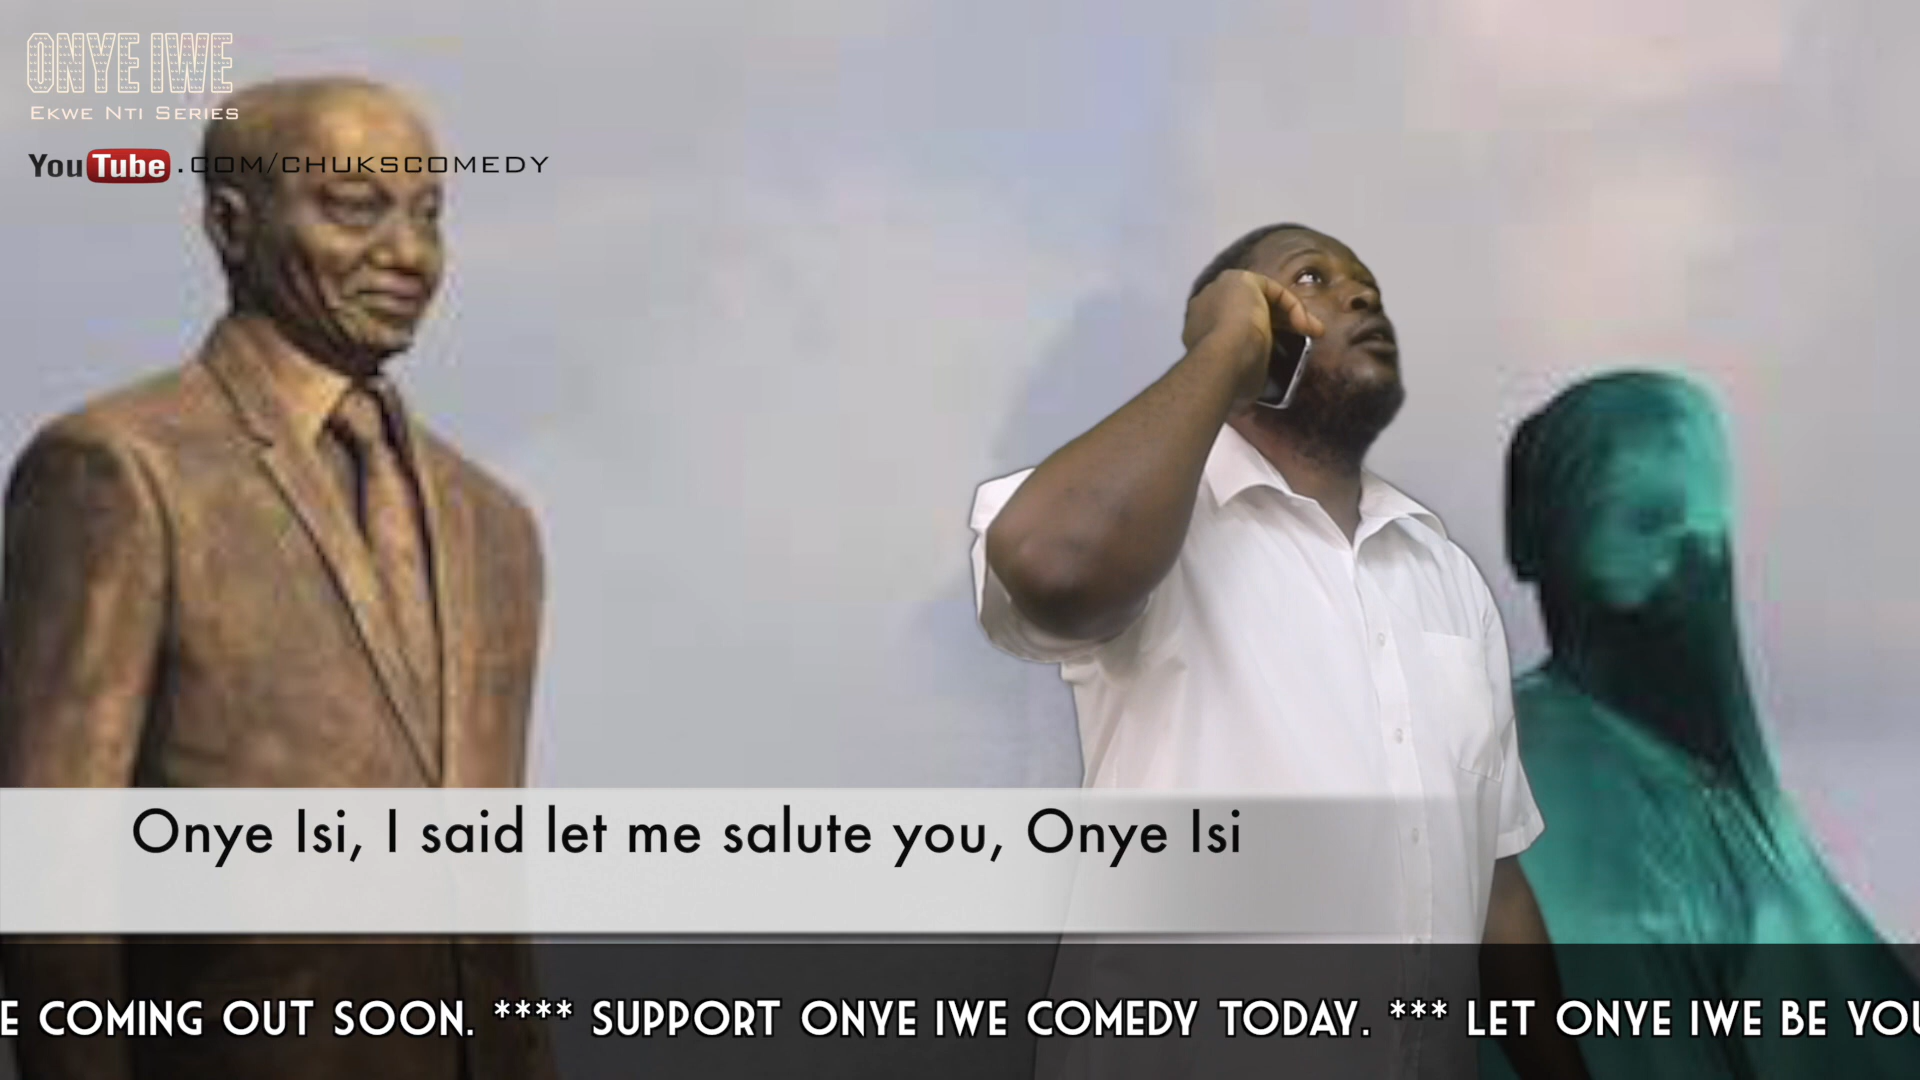 ONYE IWE
EKWE NTI SERIES
YouTube.COM/CHUKSCOMEDY
Onye Isi, I said let me salute you, Onye Isi
COMING OUT SOON. **** SUPPORT ONYE IWE COMEDY TODAY. *** LET ONYE IWE BE